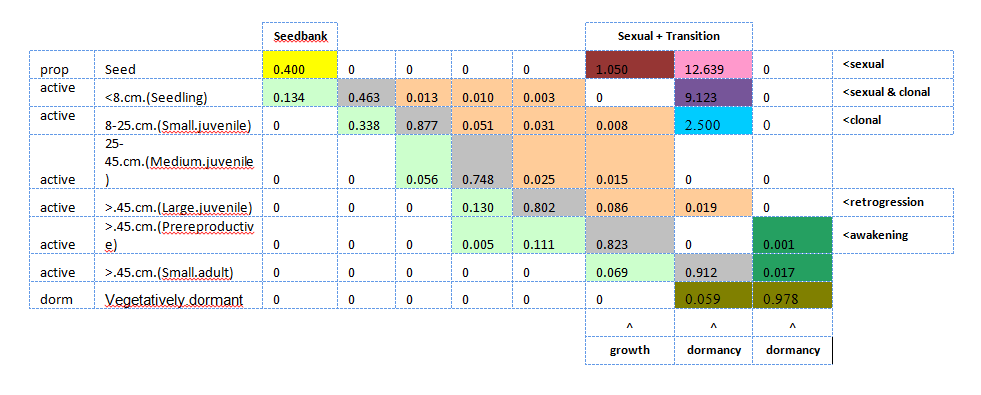 Seedbank Sexual + Transition
prop Seed 0.400 0 0 0 0 1.050 12.639 0 <sexual
active <8.cm.(Seedling) 0.134 0.463 0.013 0.010 0.003 0 9.123 0 <sexual & clonal
active 8-25.cm.(Small.juvenile) 0 0.338 0.877 0.051 0.031 0.008 2.500 0 <clonal
25-
45.cm.(Medium.juvenile
active ) 0 0 0.056 0.748 0.025 0.015 0 0
active >.45.cm.(Large.juvenile) 0 0 0 0.130 0.802 0.086 0.019 0 <retrogression
>.45.cm.(Prereproductiv
active e) 0 0 0 0.005 0.111 0.823 0 0.001 <awakening
active >.45.cm.(Small.adult) 0 0 0 0 0 0.069 0.912 0.017
dorm Vegetatively dormant 0 0 0 0 0 0 0.059 0.978
^ ^ ^
growth dormancy dormancy